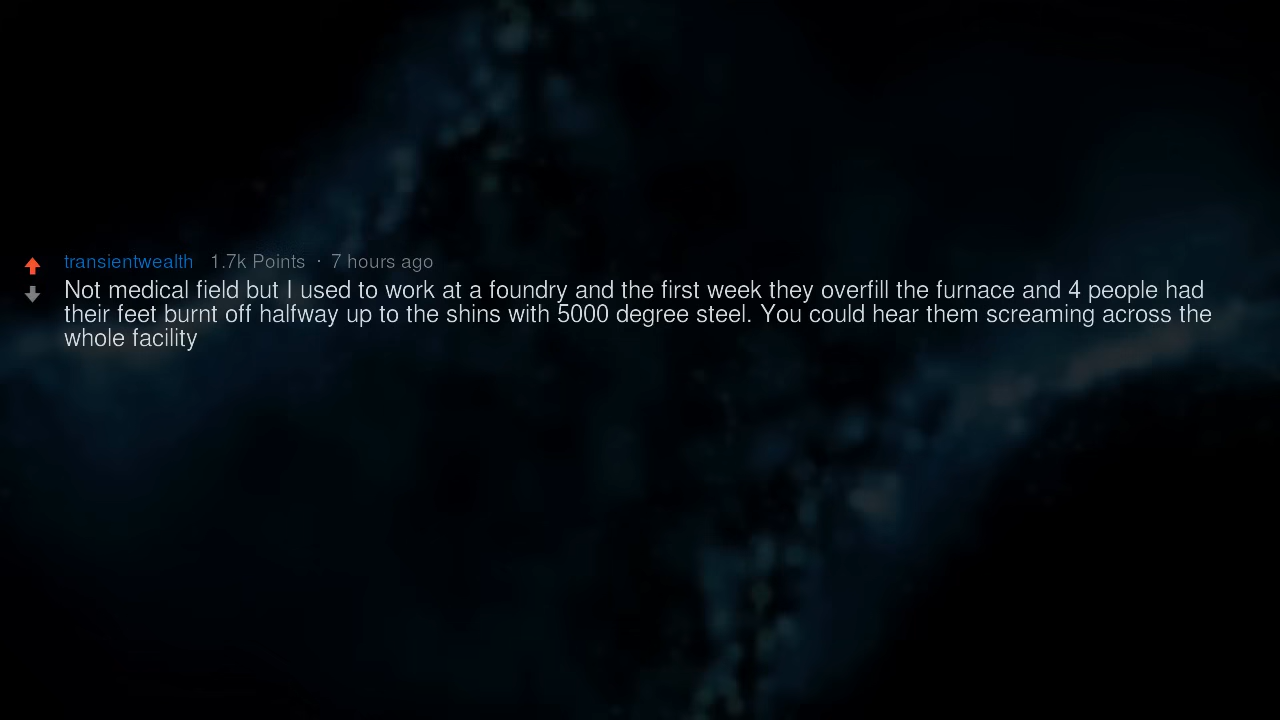 transientwealth 1.7k Points · 7 hours ago
Not medical field but I used to work at a foundry and the first week they overfill the furnace and 4 people had
their feet burnt off halfway up to the shins with 5000 degree steel. You could hear them screaming across the
whole facility